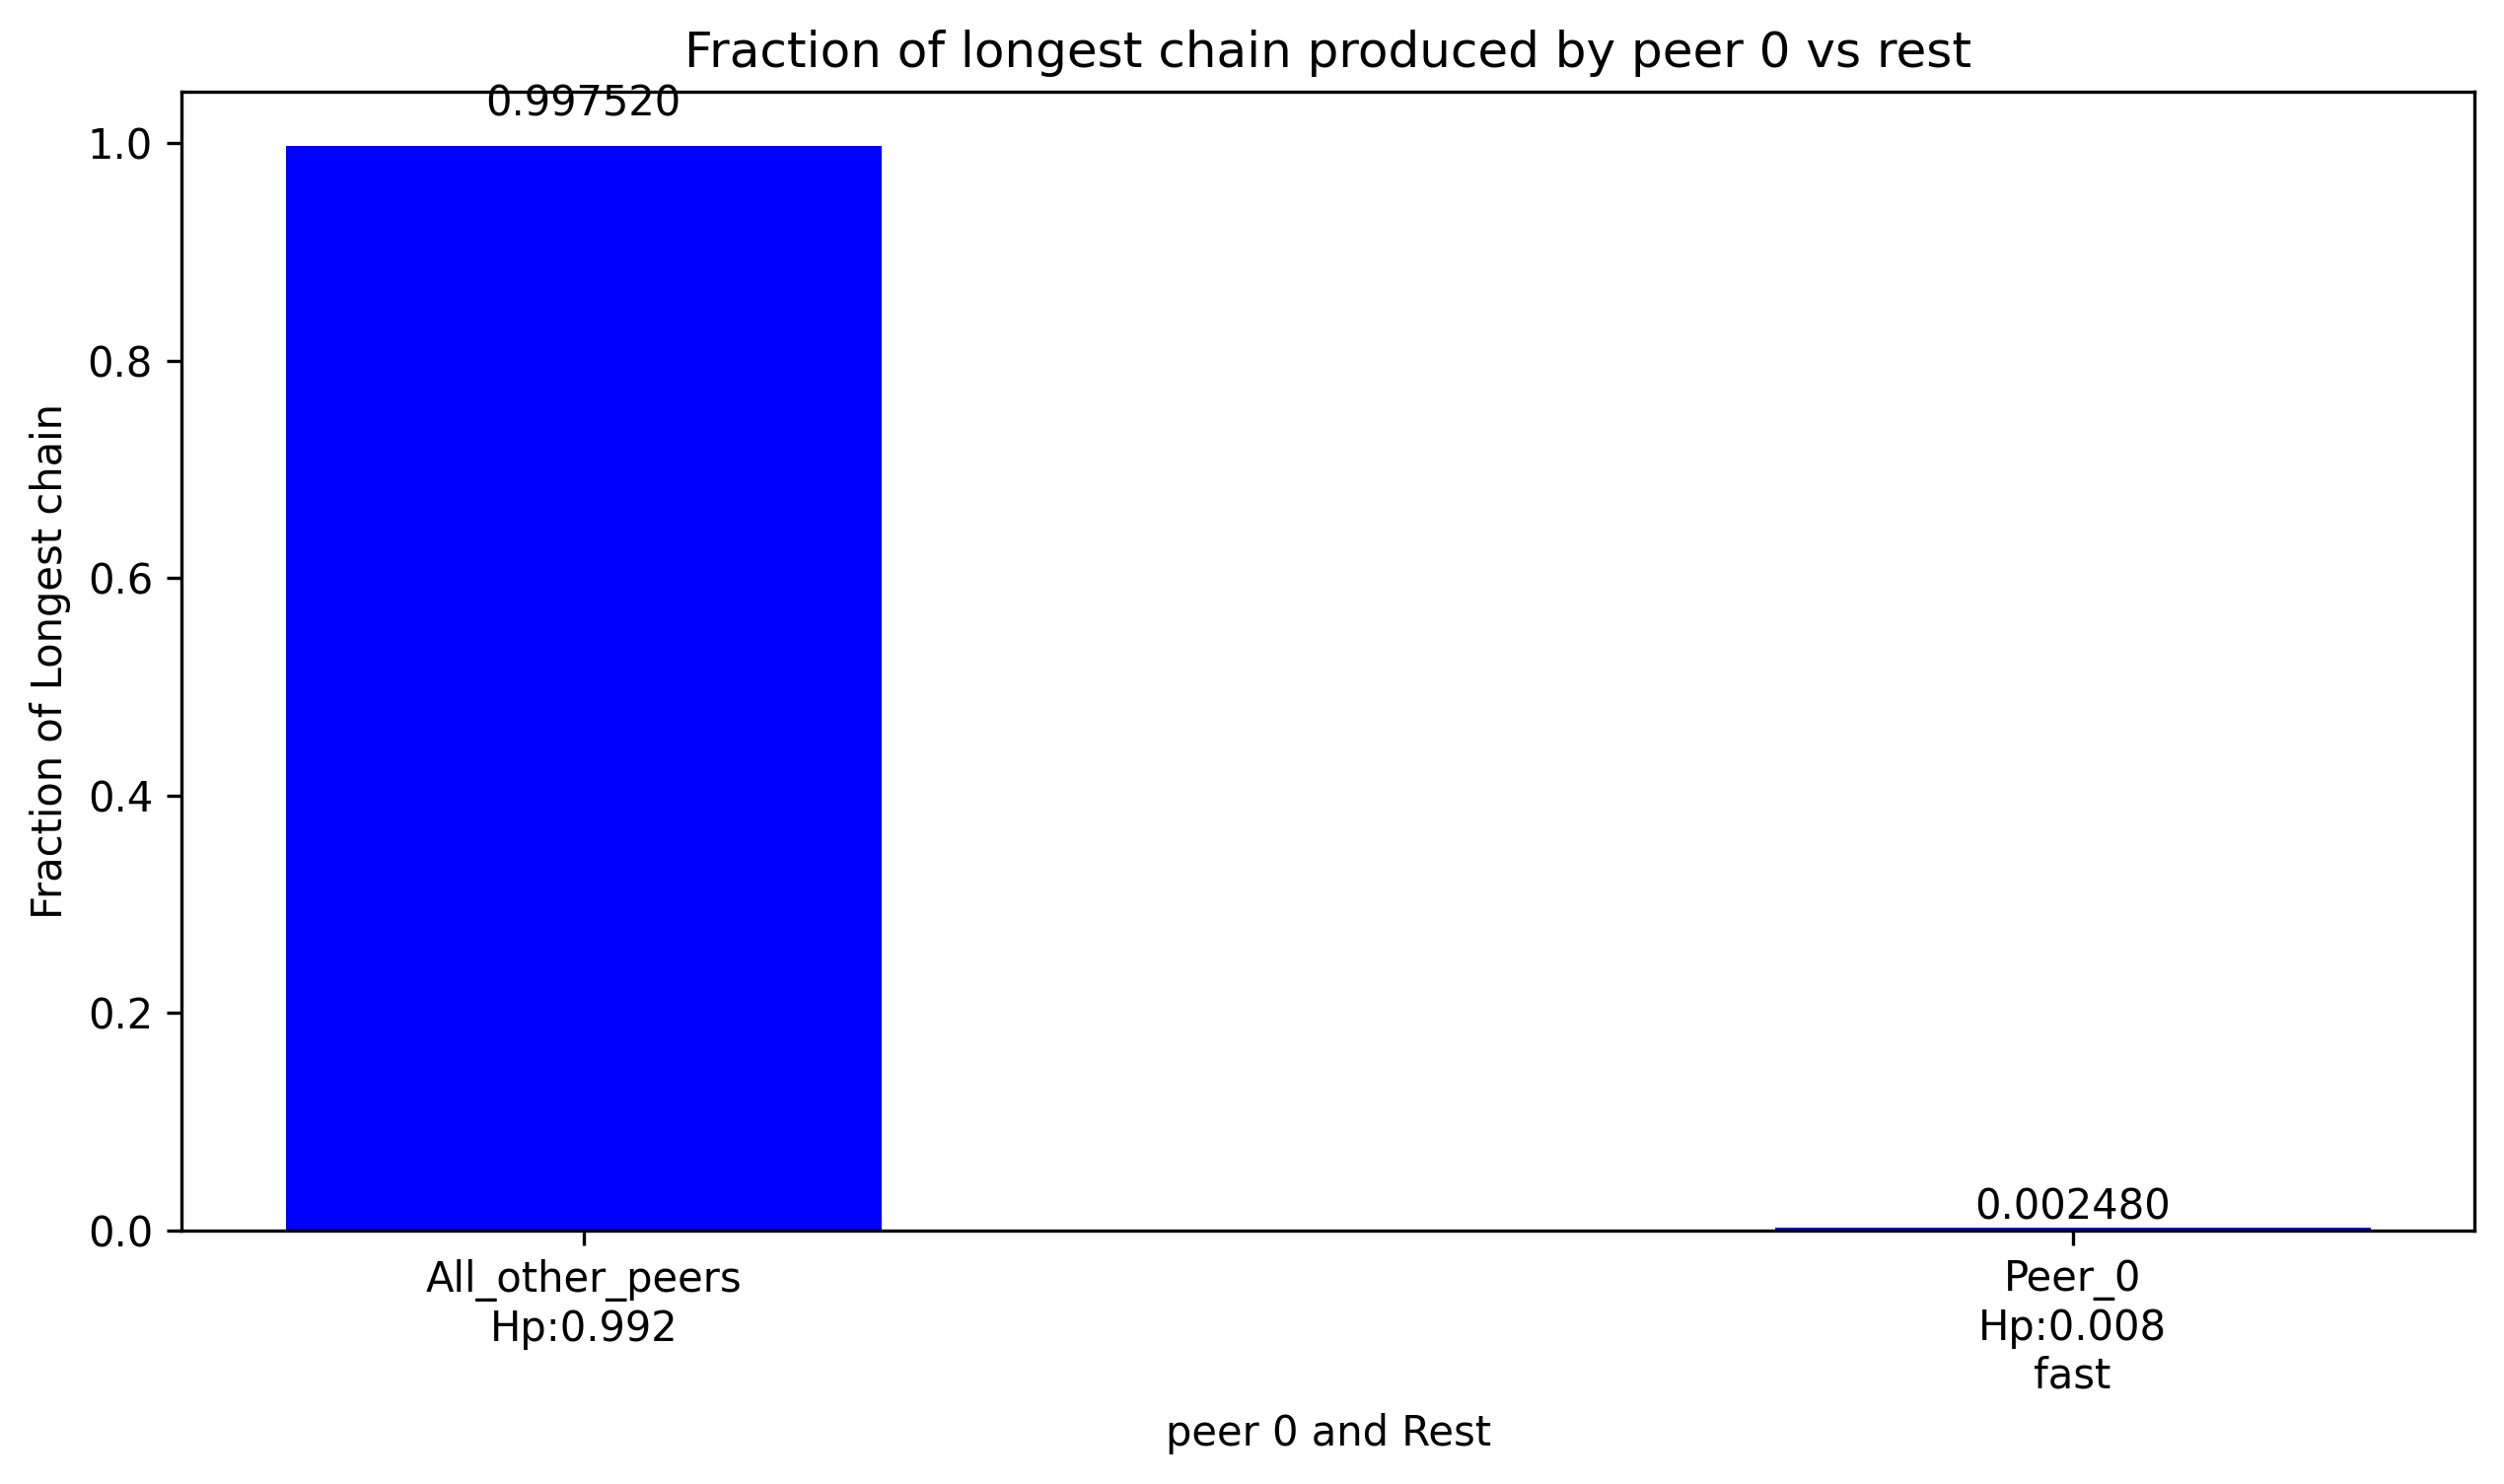 Fraction of longest chain produced by peer 0 vs rest
0.997520
1.0
0.8
0.6
0.4
0.2
0.0
Fraction of Longest chain
0.002480
All_other_peers
Hp:0.992
Peer_0
Hp:0.008
fast
peer 0 and Rest